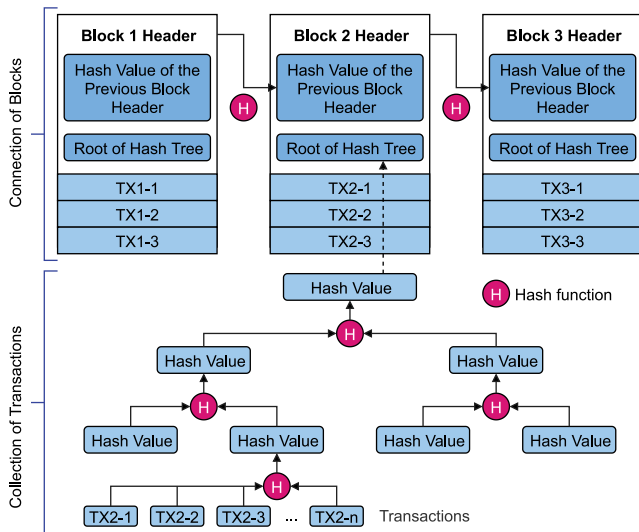 Connection of Blocks
Block 1 Header
Hash Value of the
Previous Block
Header
Root of Hash Tree
TX1-1
TX1-2
TX1-3
H
Block 2 Header
Hash Value of the
Previous Block
Header
Root of Hash Tree
TX2-1
TX2-2
TX2-3
H
Block 3 Header
Hash Value of the
Previous Block
Header
Root of Hash Tree
TX3-1
TX3-2
TX3-3
Collection of Transactions
Hash Value
H Hash function
H
Hash Value
Hash Value
H
H
Hash Value
Hash Value
Hash Value
Hash Value
H
TX2-1 TX2-2 TX2-3 ... TX2-n Transactions